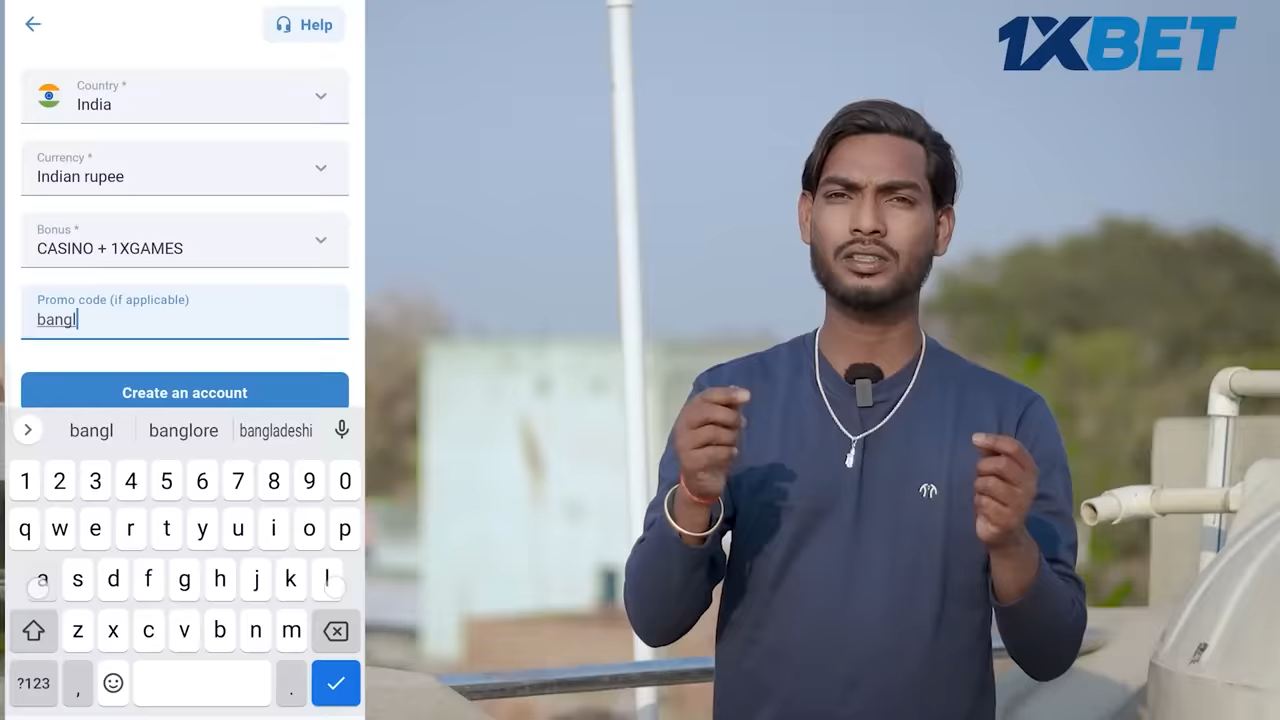 Help
Country *
India
Currency *
Indian rupee
Bonus *
CASINO + 1XGAMES
Promo code (if applicable)
bangl
Create an account
bangl banglore bangladeshi
1 2 3 4 5 6 7 8 9 0
q w e r t y u i o p
a s d f g h j k l
z x c v b n m
?123 , .
1XBET